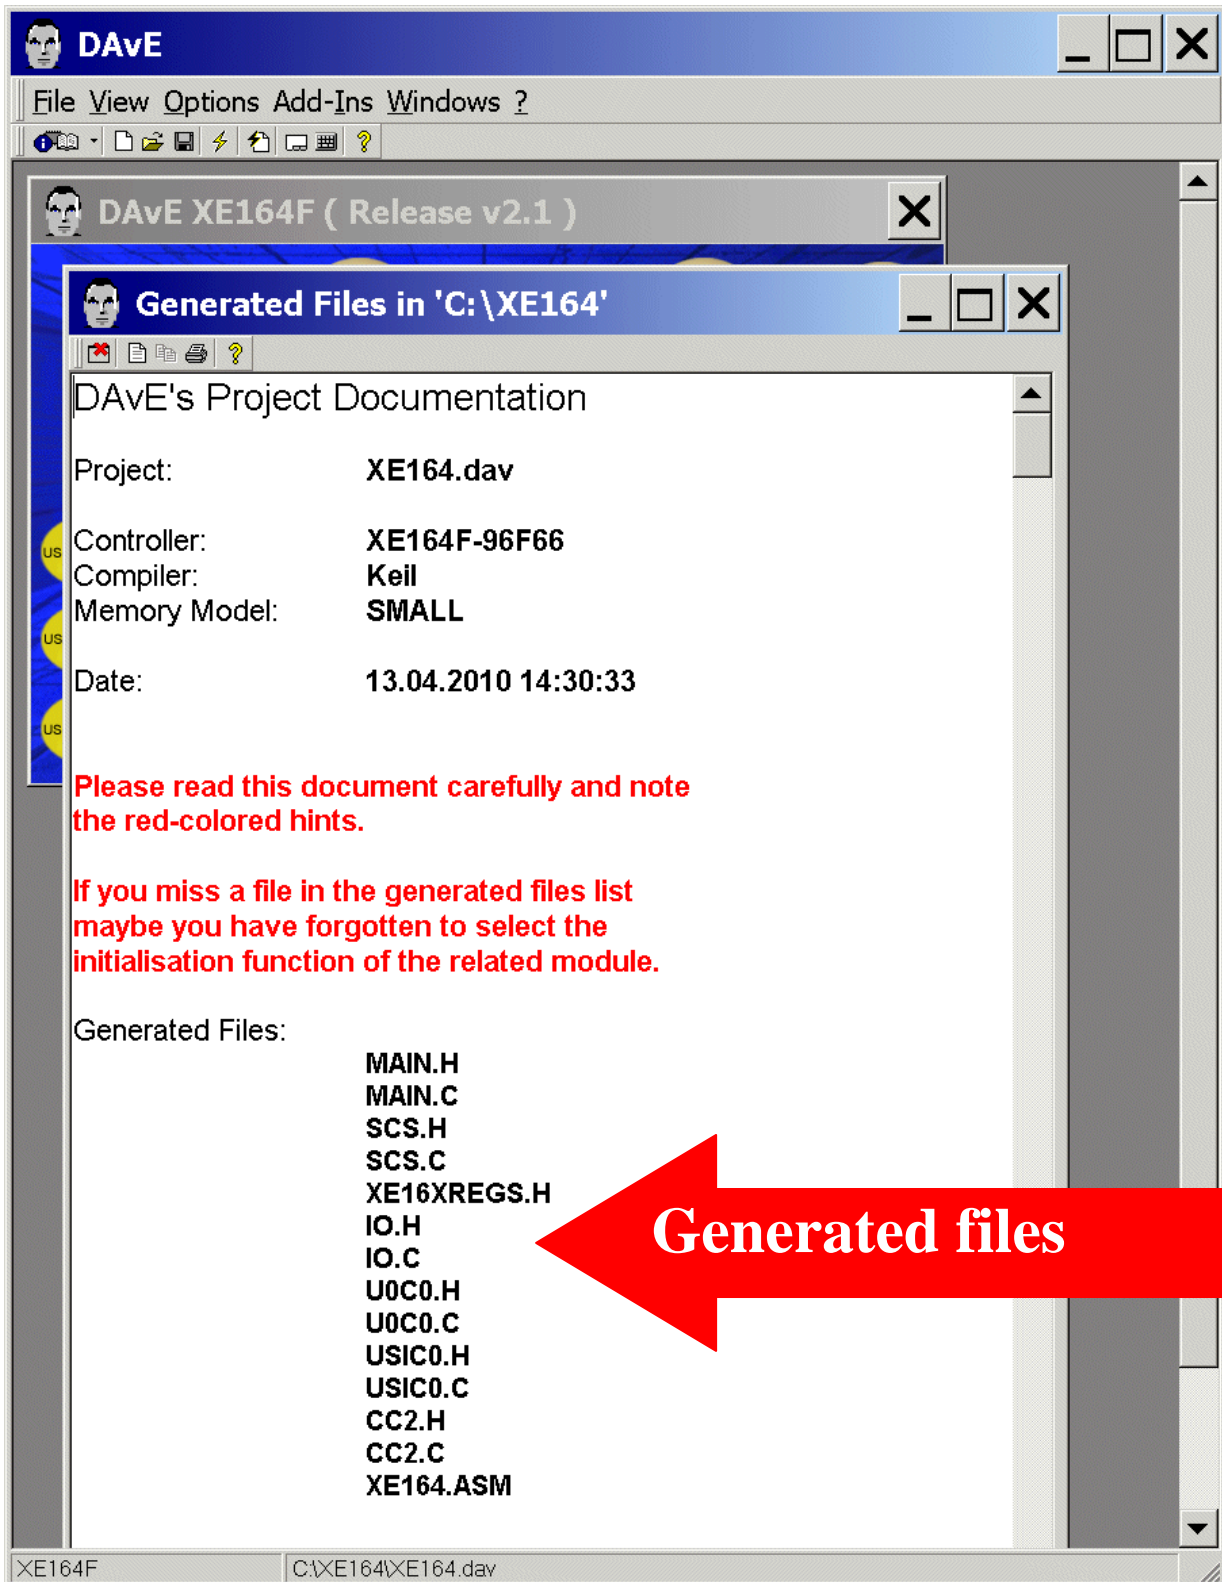 DAvE
File View Options Add-Ins Windows ?
DAvE XE164F ( Release v2.1 )
Generated Files in 'C:\XE164'
DAvE's Project Documentation
Project: XE164.dav
Controller: XE164F-96F66
US
Compiler: Keil
Memory Model: SMALL
US
Date: 13.04.2010 14:30:33
US
Please read this document carefully and note
the red-colored hints.
If you miss a file in the generated files list
maybe you have forgotten to select the
initialisation function of the related module.
Generated Files:
MAIN.H
MAIN.C
SCS.H
SCS.C
XE16XREGS.H
IO.H
Generated files
IO.C
U0C0.H
U0C0.C
USIC0.H
USIC0.C
CC2.H
CC2.C
XE164.ASM
XE164F C:\XE164\XE164.dav